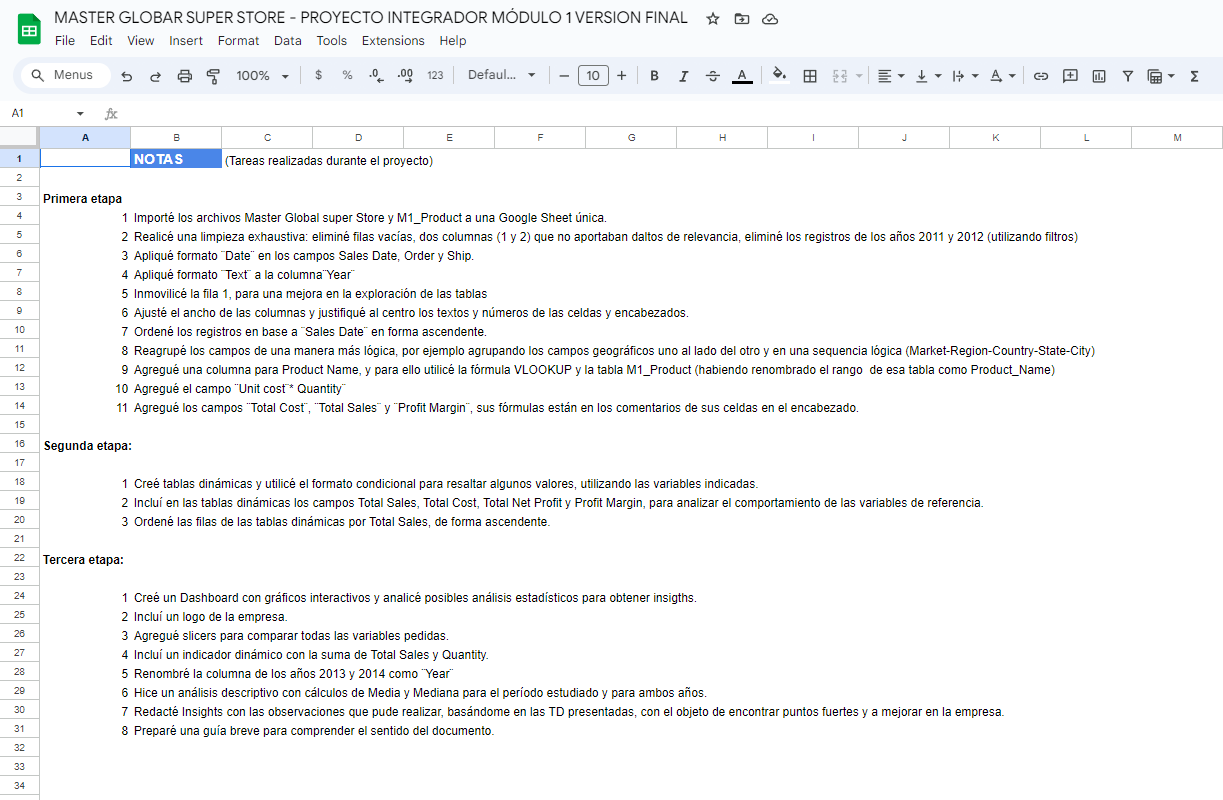 MASTER GLOBAR SUPER STORE - PROYECTO INTEGRADOR MÓDULO 1 VERSION FINAL
File Edit View Insert Format Data Tools Extensions Help
Menus 100% $ % .0 .00 123 Defaul... 10 B I A A Σ
A1 fx
A B C D E F G H I J K L M
1 NOTAS (Tareas realizadas durante el proyecto)
2
3 Primera etapa
4 1 Importé los archivos Master Global super Store y M1_Product a una Google Sheet única.
5 2 Realicé una limpieza exhaustiva: eliminé filas vacías, dos columnas (1 y 2) que no aportaban daltos de relevancia, eliminé los registros de los años 2011 y 2012 (utilizando filtros)
6 3 Apliqué formato ¨Date¨ en los campos Sales Date, Order y Ship.
7 4 Apliqué formato ¨Text¨ a la columna¨Year¨
8 5 Inmovilicé la fila 1, para una mejora en la exploración de las tablas
9 6 Ajusté el ancho de las columnas y justifiqué al centro los textos y números de las celdas y encabezados.
10 7 Ordené los registros en base a ¨Sales Date¨ en forma ascendente.
11 8 Reagrupé los campos de una manera más lógica, por ejemplo agrupando los campos geográficos uno al lado del otro y en una sequencia lógica (Market-Region-Country-State-City)
12 9 Agregué una columna para Product Name, y para ello utilicé la fórmula VLOOKUP y la tabla M1_Product (habiendo renombrado el rango de esa tabla como Product_Name)
13 10 Agregué el campo ¨Unit cost¨* Quantity¨
14 11 Agregué los campos ¨Total Cost¨, ¨Total Sales¨ y ¨Profit Margin¨, sus fórmulas están en los comentarios de sus celdas en el encabezado.
15
16 Segunda etapa:
17
18 1 Creé tablas dinámicas y utilicé el formato condicional para resaltar algunos valores, utilizando las variables indicadas.
19 2 Incluí en las tablas dinámicas los campos Total Sales, Total Cost, Total Net Profit y Profit Margin, para analizar el comportamiento de las variables de referencia.
20 3 Ordené las filas de las tablas dinámicas por Total Sales, de forma ascendente.
21
22 Tercera etapa:
23
24 1 Creé un Dashboard con gráficos interactivos y analicé posibles análisis estadísticos para obtener insigths.
25 2 Incluí un logo de la empresa.
26 3 Agregué slicers para comparar todas las variables pedidas.
27 4 Incluí un indicador dinámico con la suma de Total Sales y Quantity.
28 5 Renombré la columna de los años 2013 y 2014 como ¨Year¨
29 6 Hice un análisis descriptivo con cálculos de Media y Mediana para el período estudiado y para ambos años.
30 7 Redacté Insights con las observaciones que pude realizar, basándome en las TD presentadas, con el objeto de encontrar puntos fuertes y a mejorar en la empresa.
31 8 Preparé una guía breve para comprender el sentido del documento.
32
33
34